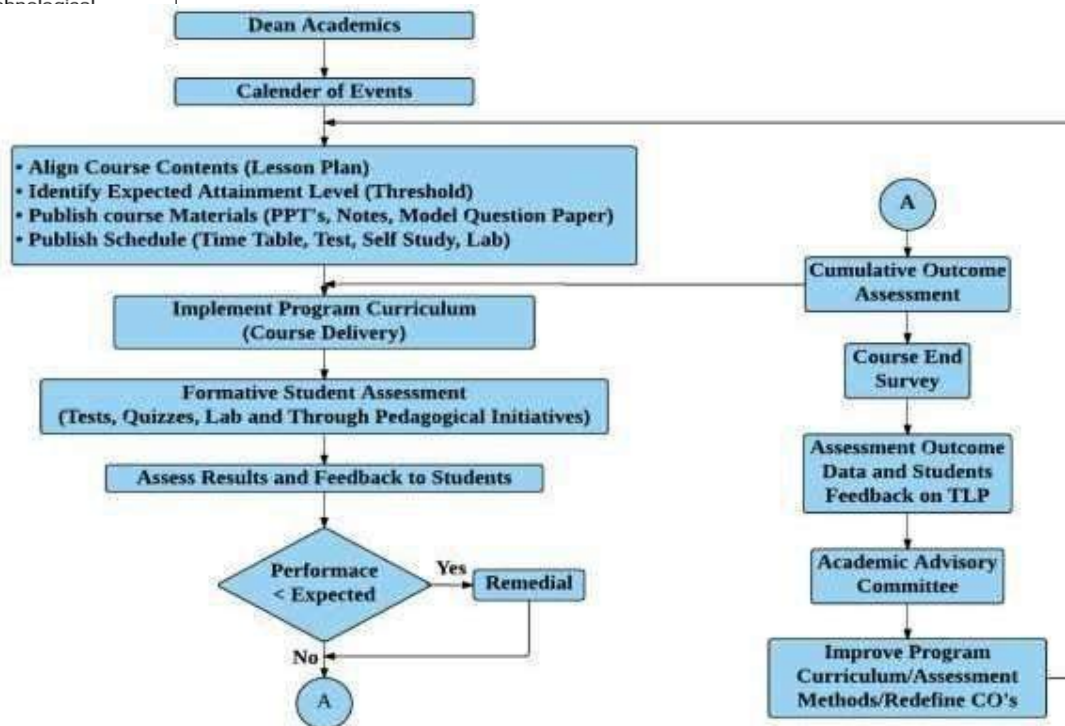 Dean Academics
Calender of Events
• Align Course Contents (Lesson Plan)
• Identify Expected Attainment Level (Threshold)
• Publish course Materials (PPT's, Notes, Model Question Paper)
• Publish Schedule (Time Table, Test, Self Study, Lab)
Implement Program Curriculum
(Course Delivery)
Formative Student Assessment
(Tests, Quizzes, Lab and Through Pedagogical Initiatives)
Assess Results and Feedback to Students
Performace
< Expected
Yes
Remedial
No
A
A
Cumulative Outcome
Assessment
Course End
Survey
Assessment Outcome
Data and Students
Feedback on TLP
Academic Advisory
Committee
Improve Program
Curriculum/Assessment
Methods/Redefine CO's